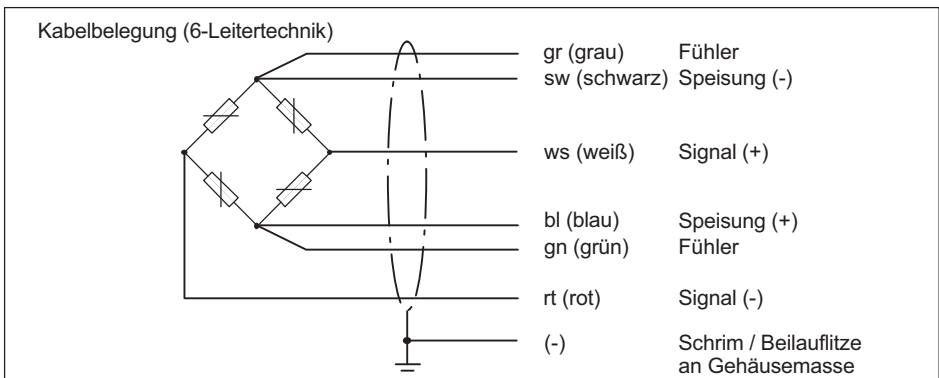 Kabelbelegung (6-Leitertechnik)
gr (grau) Fühler
sw (schwarz) Speisung (-)
ws (weiß) Signal (+)
bl (blau) Speisung (+)
gn (grün) Fühler
rt (rot) Signal (-)
(-) Schrim / Beilauflitze
an Gehäusemasse